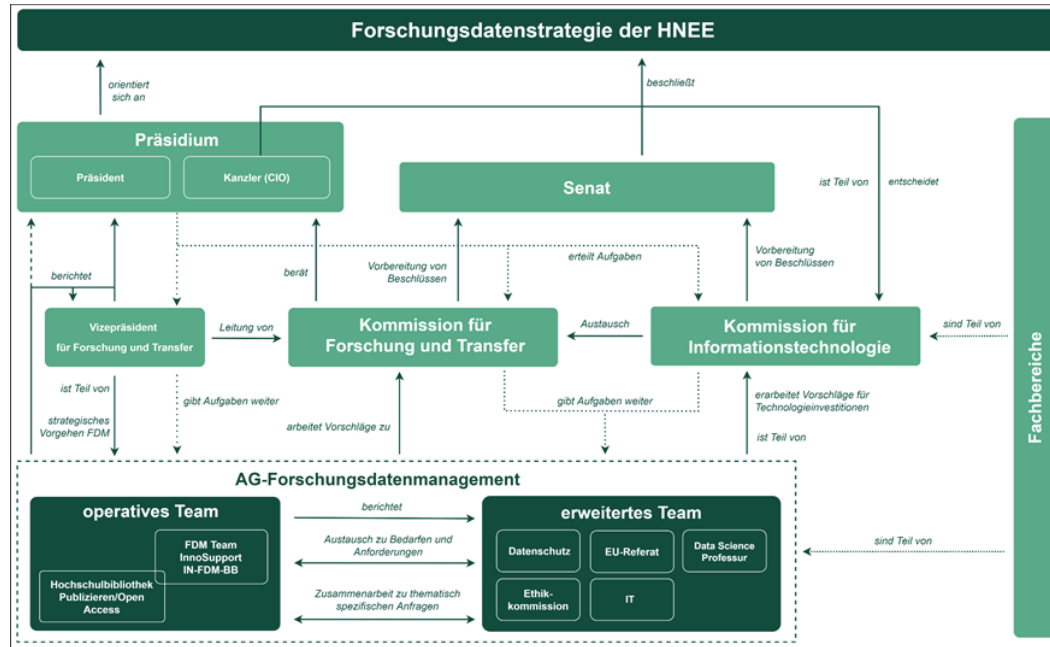 Forschungsdatenstrategie der HNEE
orientiert
sich an
beschließt
Präsidium
Präsident
Kanzler (CIO)
Senat
ist Teil von
entscheidet
berichtet
berät
Vorbereitung von
Beschlüssen
erteilt Aufgaben
Vorbereitung
von Beschlüssen
Vizepräsident
für Forschung und Transfer
Leitung von
Kommission für
Forschung und Transfer
Austausch
Kommission für
Informationstechnologie
sind Teil von
Fachbereiche
ist Teil von
strategisches
Vorgehen FDM
gibt Aufgaben weiter
arbeitet Vorschläge zu
gibt Aufgaben weiter
erarbeitet Vorschläge für
Technologieinvestitionen
ist Teil von
AG-Forschungsdatenmanagement
operatives Team
FDM Team
InnoSupport
IN-FDM-BB
Hochschulbibliothek
Publizieren/Open
Access
berichtet
Austausch zu Bedarfen und
Anforderungen
Zusammenarbeit zu thematisch
spezifischen Anfragen
erweitertes Team
Datenschutz
EU-Referat
Data Science
Professur
Ethik-
kommission
IT
sind Teil von